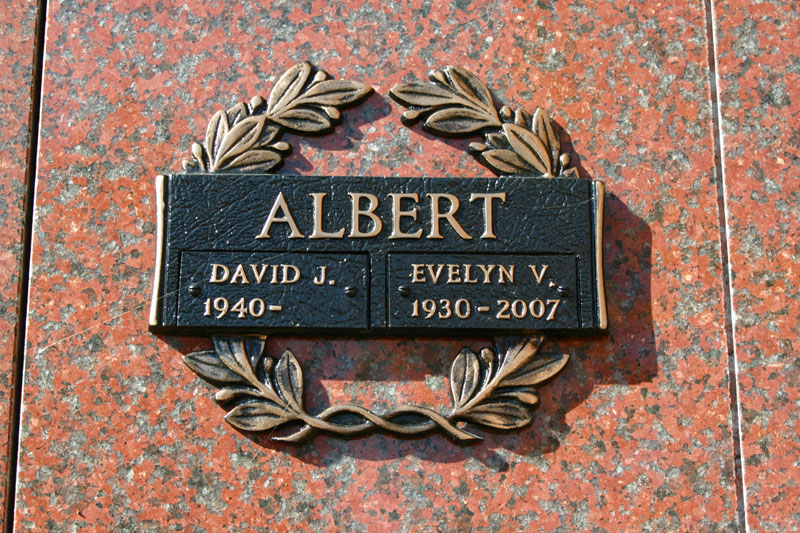 ALBERT
DAVID J.
1940-
EVELYN V.
1930-2007